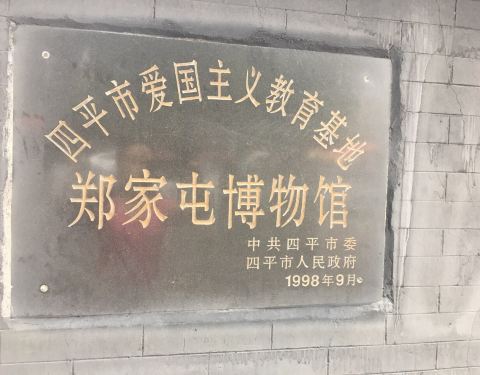 四平市爱国主义教育基地
郑家屯博物馆
中共四平市委
四平市人民政府
1998年9月